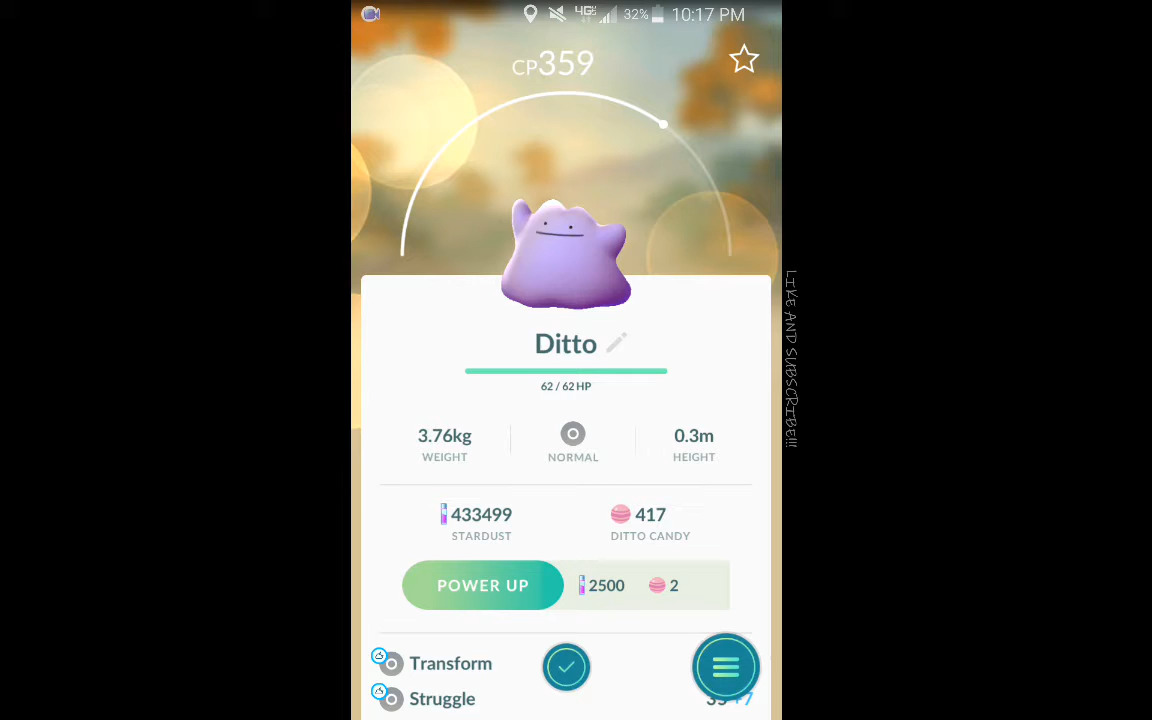 4G 32% 10:17 PM
CP359
Ditto
62 / 62 HP
3.76kg
WEIGHT
NORMAL
0.3m
HEIGHT
433499
STARDUST
417
DITTO CANDY
POWER UP 2500 2
Transform
Struggle
LIKE AND SUBSCRIBE!!!